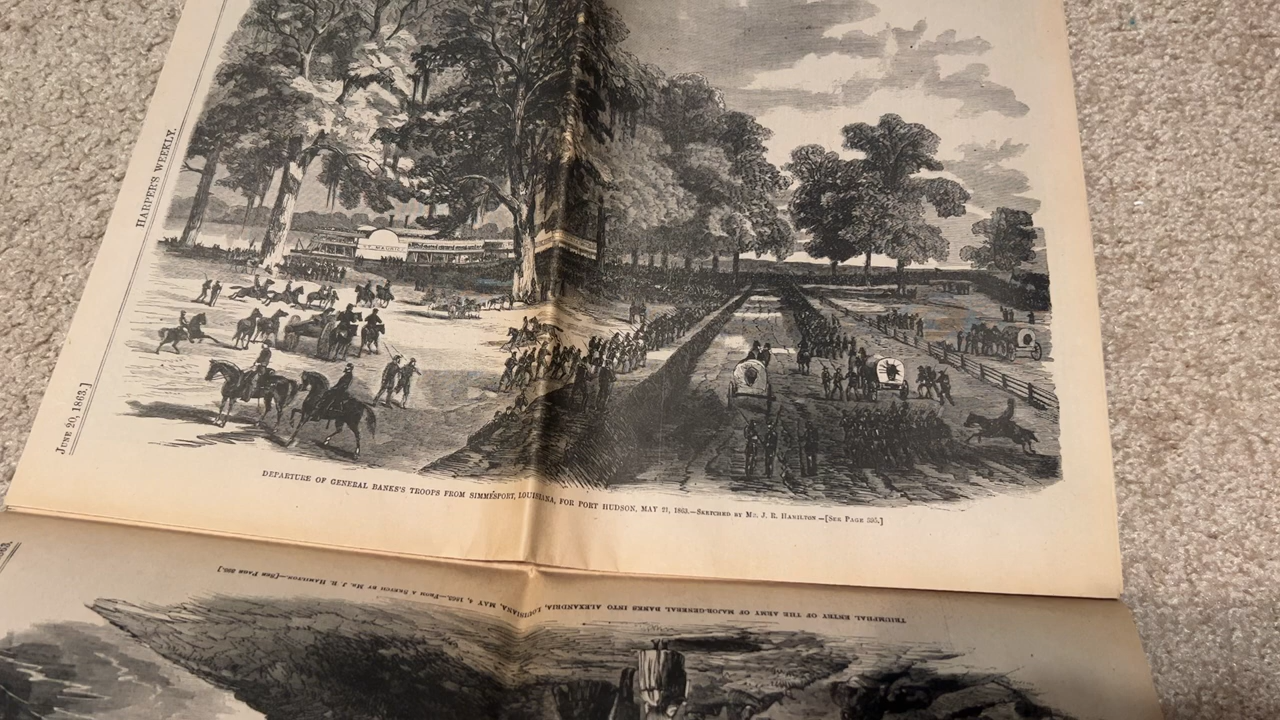 HARPER'S WEEKLY.
JUNE 20, 1863.]
DEPARTURE OF GENERAL BANKS'S TROOPS FROM SIMMESPORT, LOUISIANA, FOR PORT HUDSON, MAY 21, 1863.—SKETCHED BY MR. J. R. HAMILTON.—[SEE PAGE 395.]
1863.
TRIUMPHAL ENTRY OF THE ARMY OF MAJOR-GENERAL BANKS INTO ALEXANDRIA, LOUISIANA, MAY 4, 1863.—FROM A SKETCH BY MR. J. R. HAMILTON.—[SEE PAGE